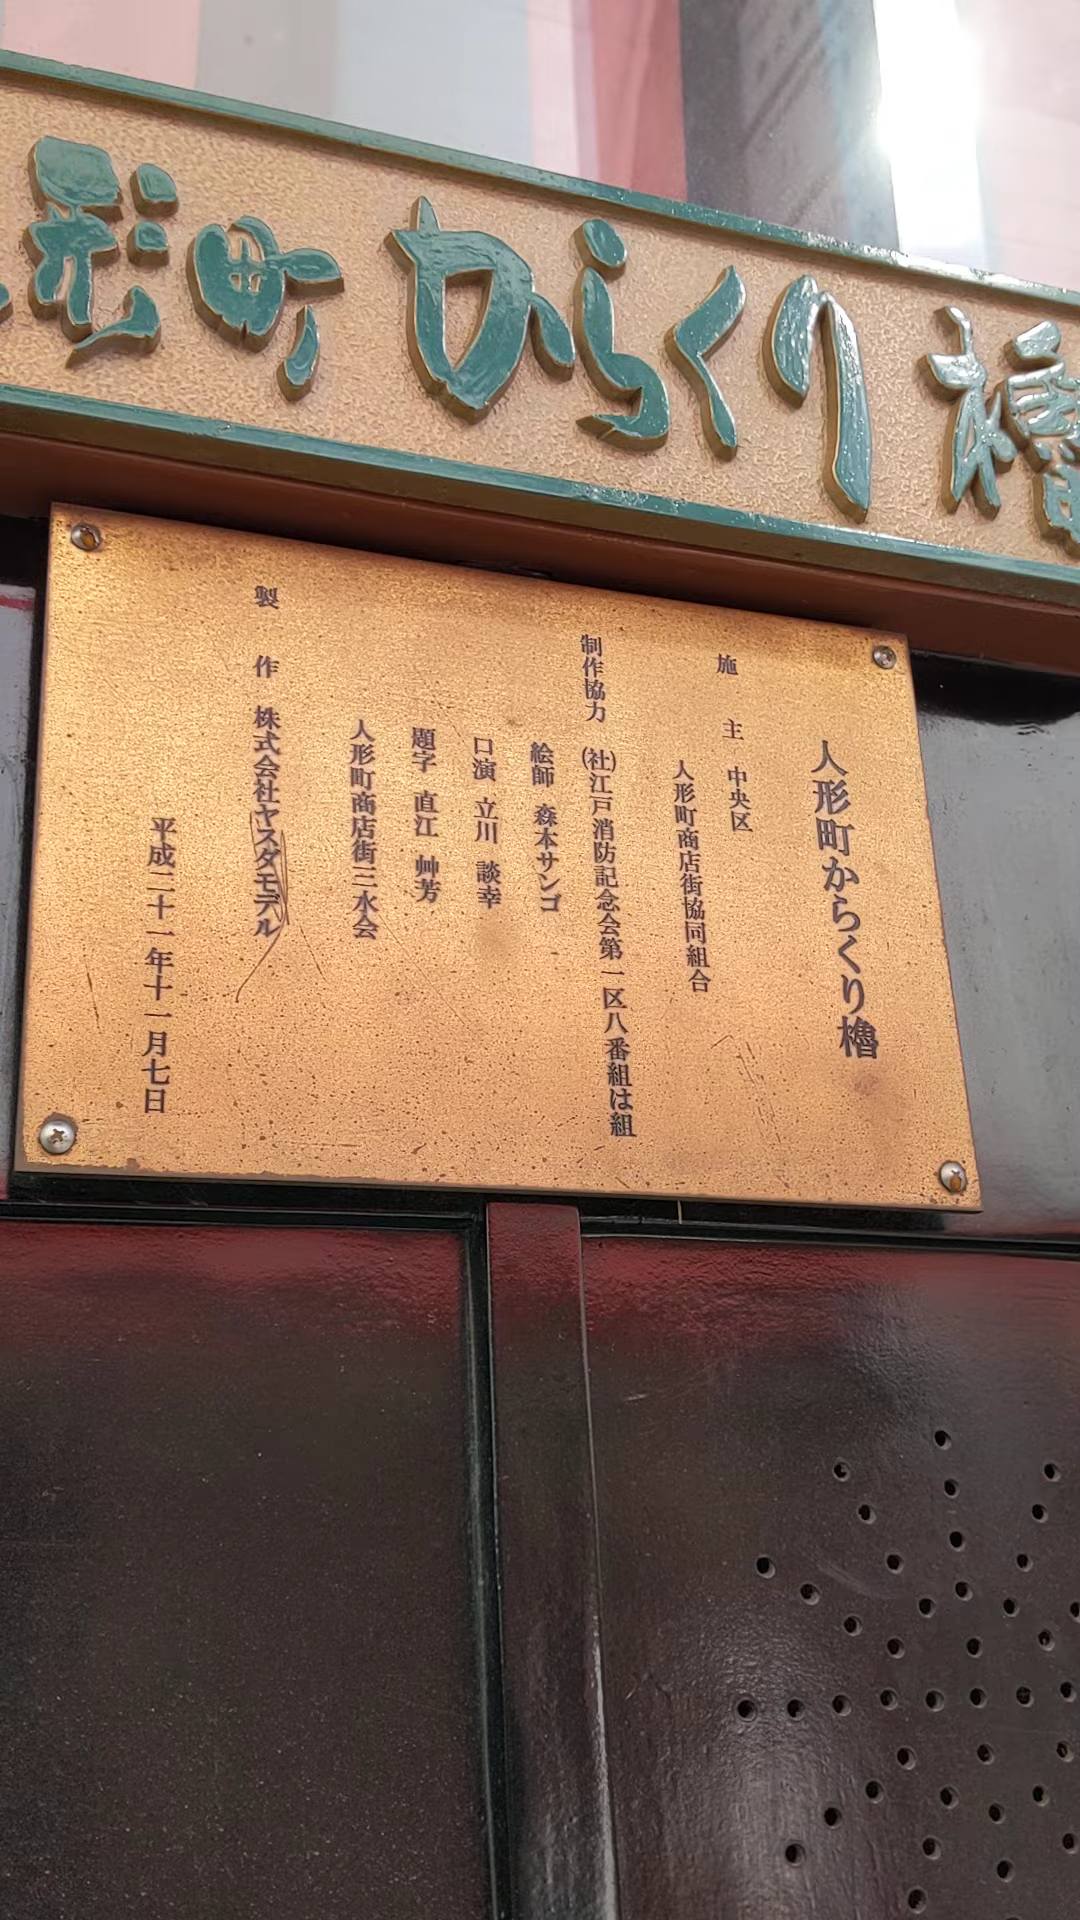 形町からくり櫓
人形町からくり櫓
施主 中央区
人形町商店街協同組合
制作協力 (社)江戸消防記念会第一区八番組は組
絵師 森本サンゴ
口演 立川 談幸
題字 直江 艸芳
人形町商店街三水会
製作 株式会社ヤスダモデル
平成二十一年十一月七日